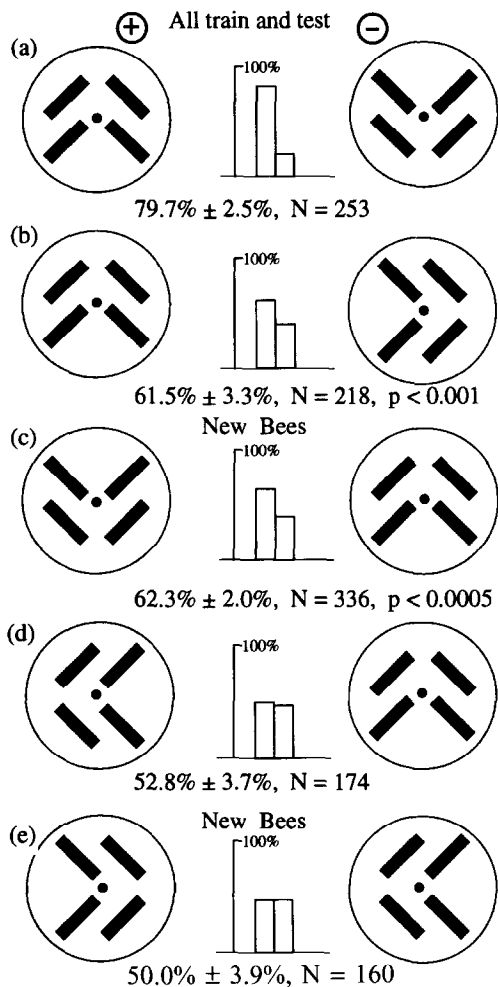 + All train and test −
(a)
100%
79.7% ± 2.5%, N = 253
(b)
100%
61.5% ± 3.3%, N = 218, p < 0.001
New Bees
(c)
100%
62.3% ± 2.0%, N = 336, p < 0.0005
(d)
100%
52.8% ± 3.7%, N = 174
New Bees
(e)
100%
50.0% ± 3.9%, N = 160